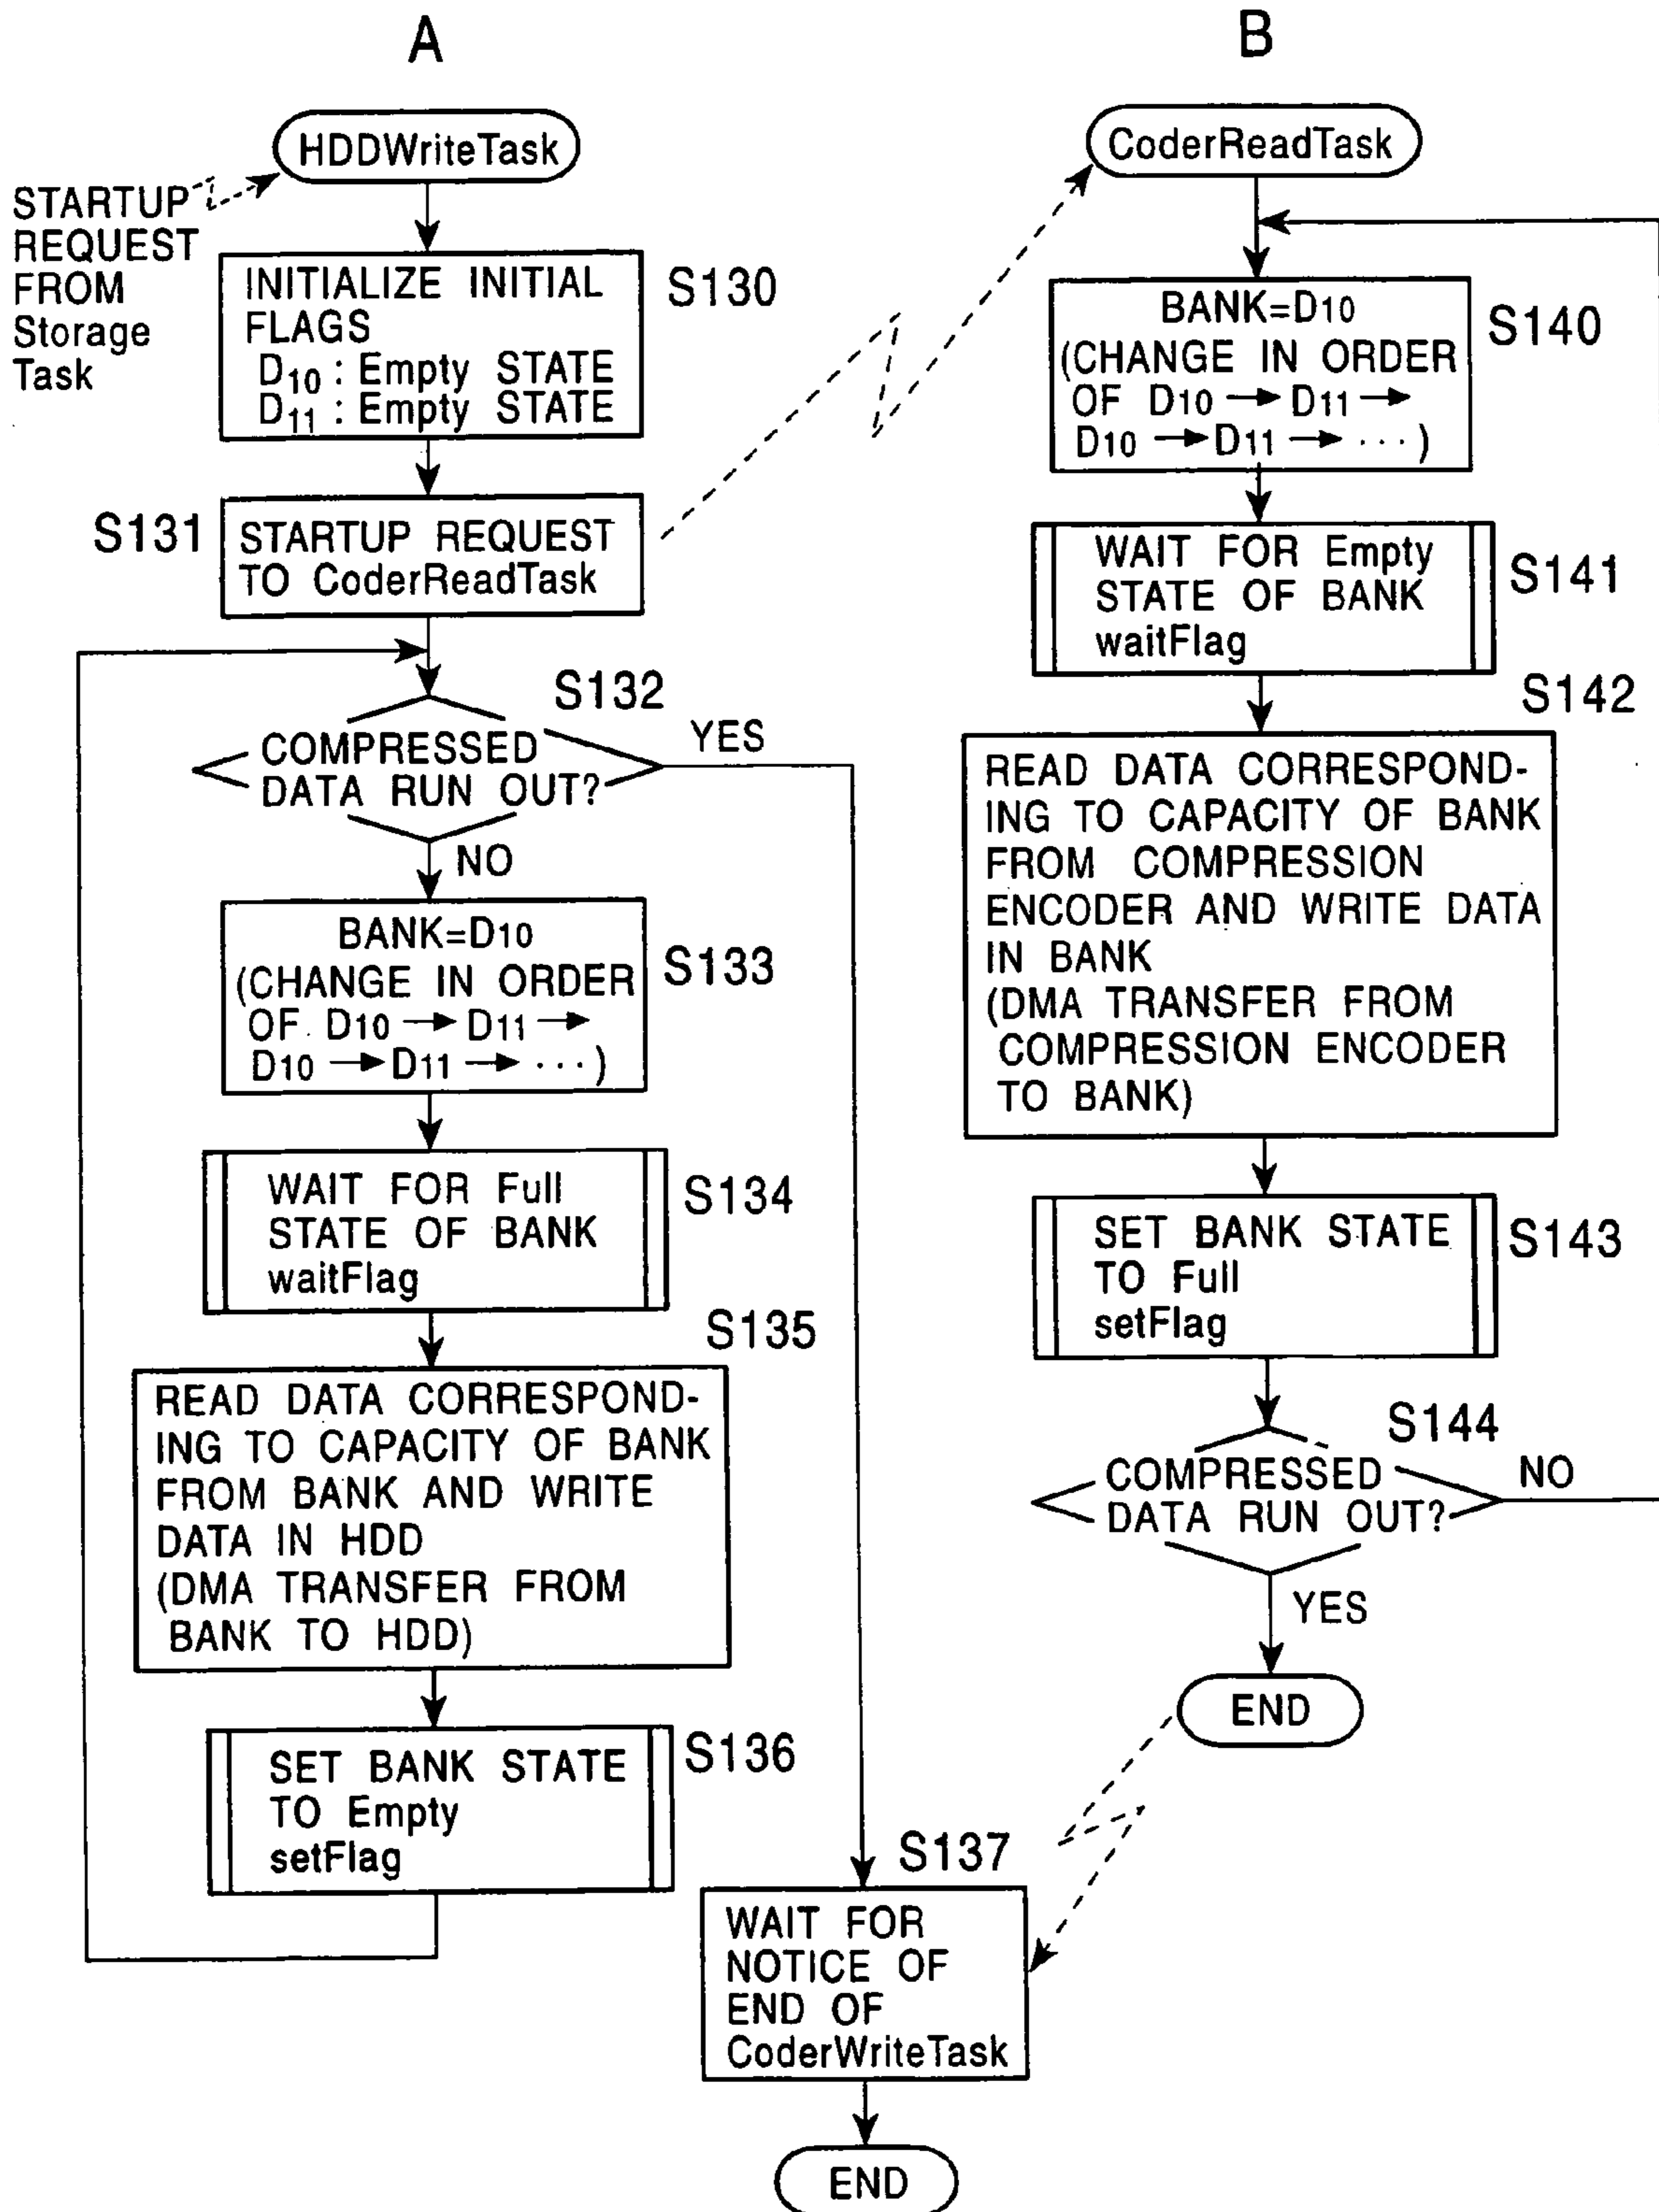 A
HDDWriteTask
STARTUP
REQUEST
FROM
Storage
Task
INITIALIZE INITIAL
FLAGS
D10 : Empty STATE
D11 : Empty STATE
S130
S131
STARTUP REQUEST
TO CoderReadTask
S132
COMPRESSED
DATA RUN OUT?
YES
NO
BANK=D10
(CHANGE IN ORDER
OF D10 → D11 →
D10 → D11 → ···)
S133
WAIT FOR Full
STATE OF BANK
waitFlag
S134
S135
READ DATA CORRESPOND-
ING TO CAPACITY OF BANK
FROM BANK AND WRITE
DATA IN HDD
(DMA TRANSFER FROM
BANK TO HDD)
SET BANK STATE
TO Empty
setFlag
S136
S137
WAIT FOR
NOTICE OF
END OF
CoderWriteTask
END
B
CoderReadTask
BANK=D10
(CHANGE IN ORDER
OF D10 → D11 →
D10 → D11 → ···)
S140
WAIT FOR Empty
STATE OF BANK
waitFlag
S141
S142
READ DATA CORRESPOND-
ING TO CAPACITY OF BANK
FROM COMPRESSION
ENCODER AND WRITE DATA
IN BANK
(DMA TRANSFER FROM
COMPRESSION ENCODER
TO BANK)
SET BANK STATE
TO Full
setFlag
S143
S144
COMPRESSED
DATA RUN OUT?
NO
YES
END